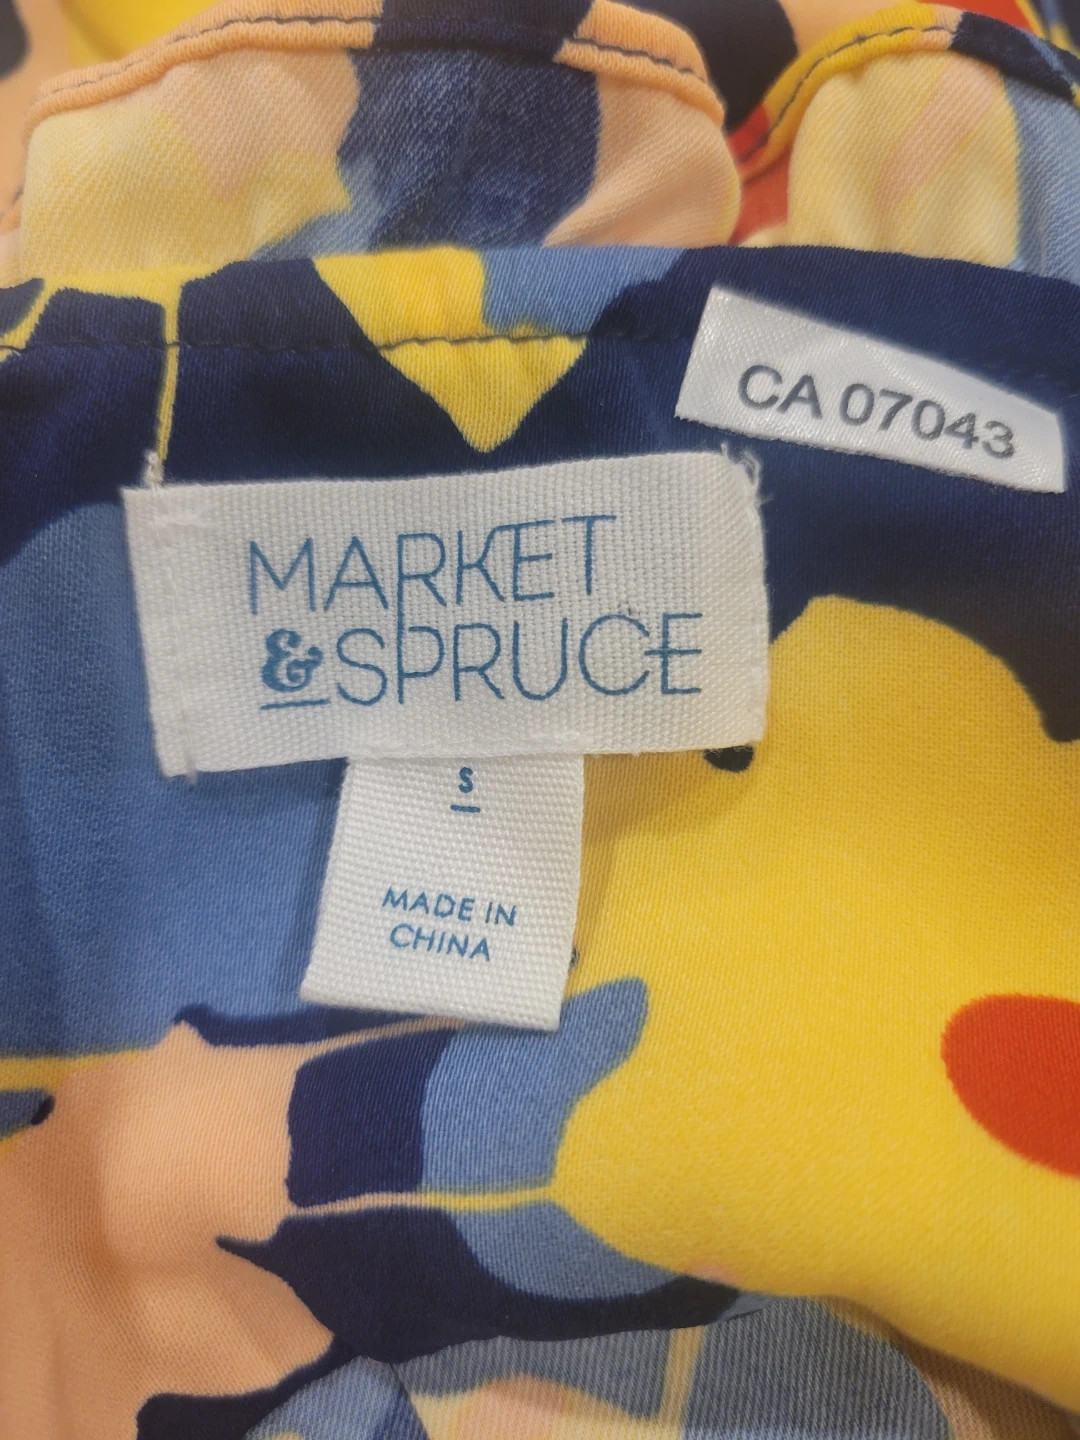 CA 07043
MARKET
& SPRUCE
S
MADE IN
CHINA